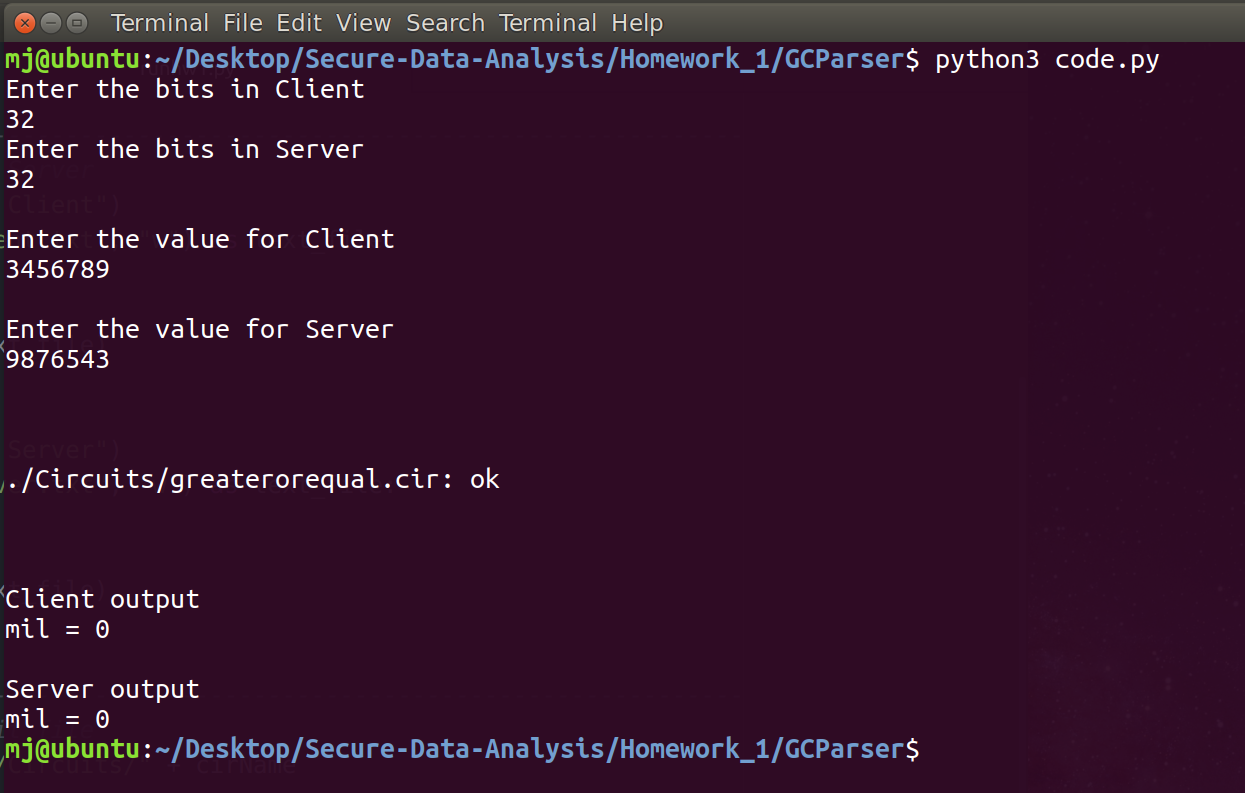 Terminal File Edit View Search Terminal Help
mj@ubuntu:~/Desktop/Secure-Data-Analysis/Homework_1/GCParser$ python3 code.py
Enter the bits in Client
32
Enter the bits in Server
32
Client")
Enter the value for Client
3456789
Enter the value for Server
9876543
Server")
./Circuits/greaterorequal.cir: ok
Client output
mil = 0
Server output
mil = 0
mj@ubuntu:~/Desktop/Secure-Data-Analysis/Homework_1/GCParser$